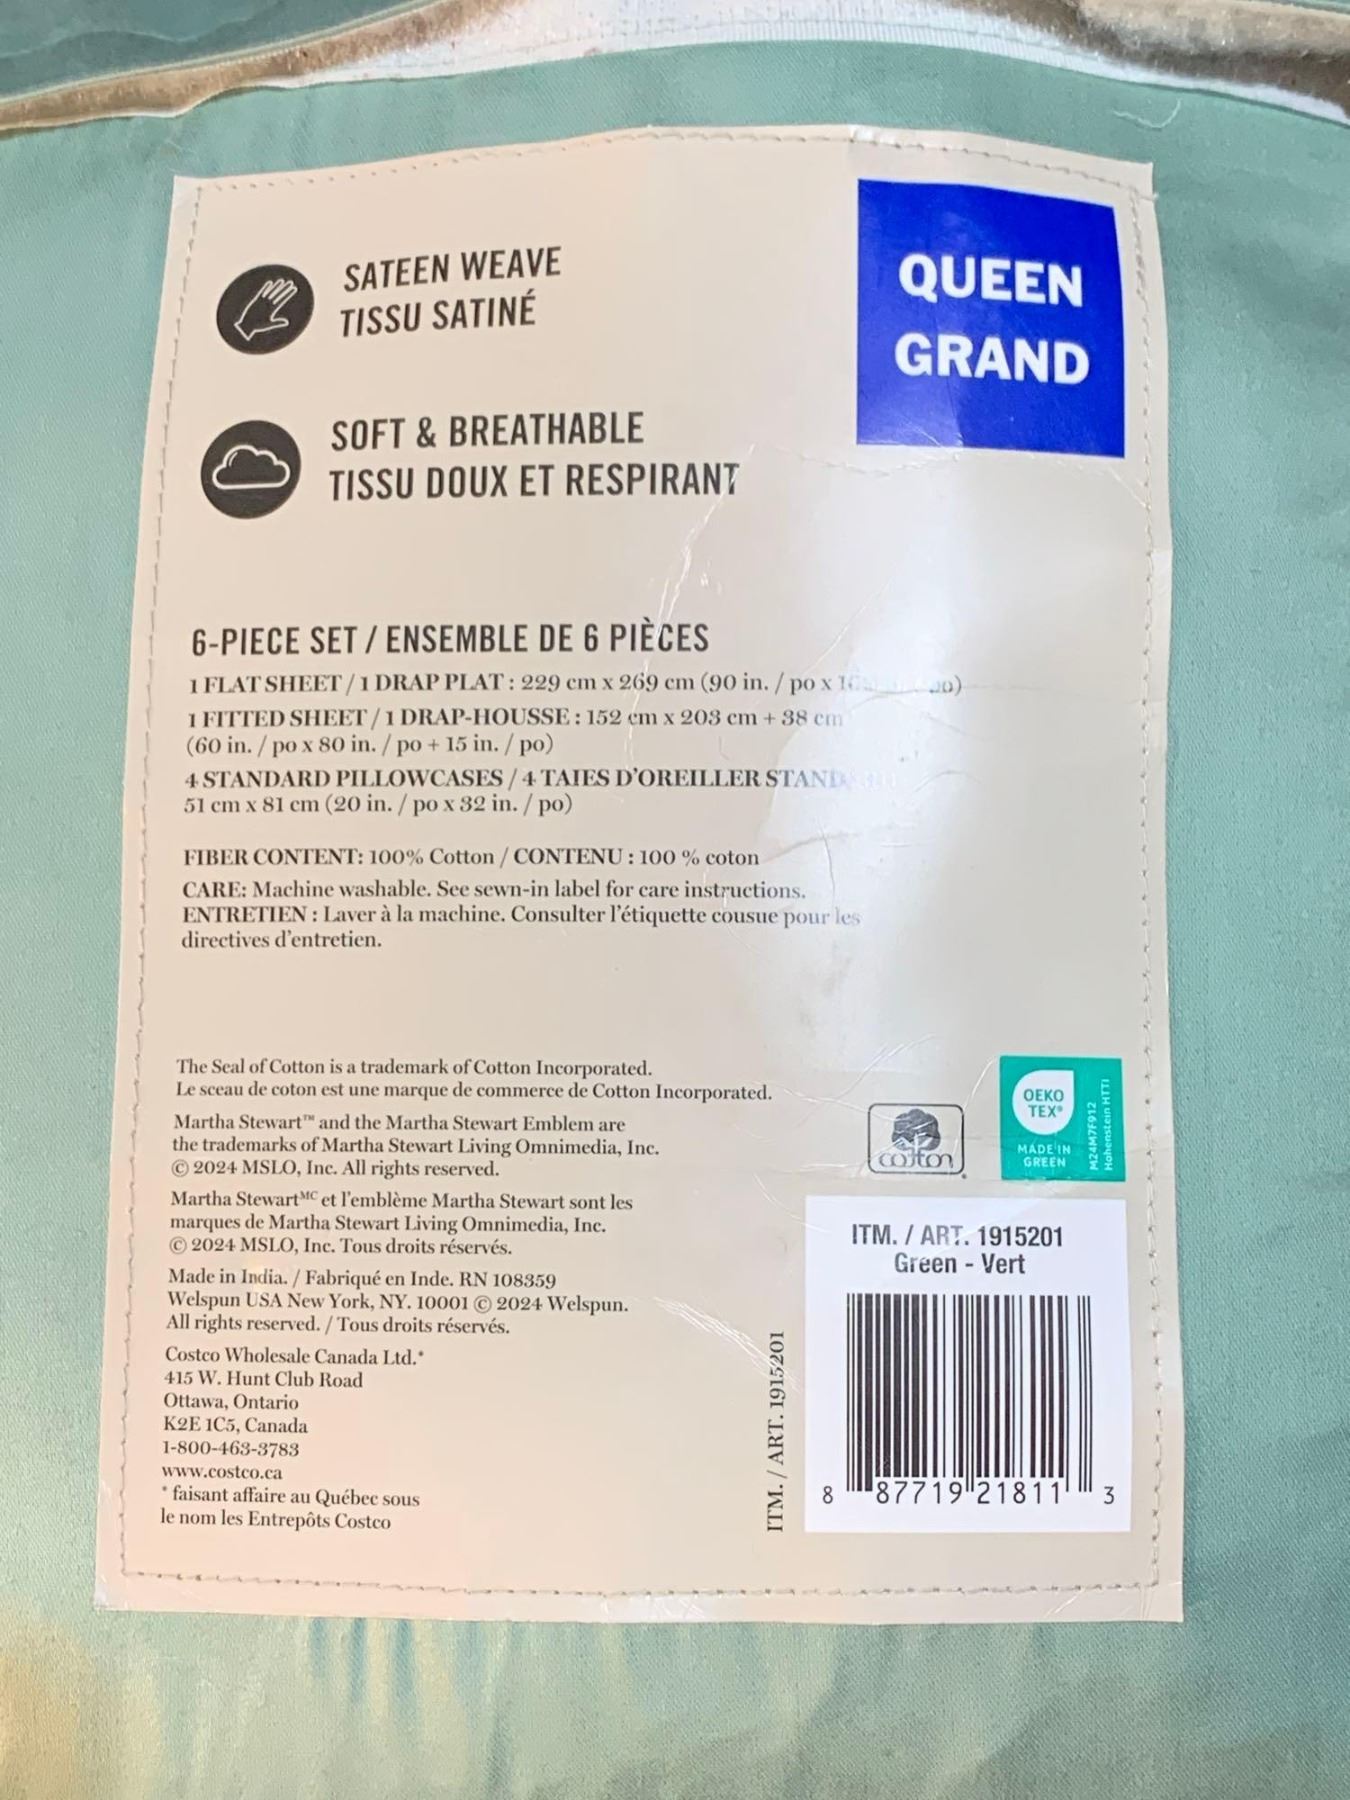 QUEEN
GRAND
SATEEN WEAVE
TISSU SATINÉ
SOFT & BREATHABLE
TISSU DOUX ET RESPIRANT
6-PIECE SET / ENSEMBLE DE 6 PIÈCES
1 FLAT SHEET / 1 DRAP PLAT : 229 cm x 269 cm (90 in. / po x
1 FITTED SHEET / 1 DRAP-HOUSSE : 152 cm x 203 cm + 38 cm
(60 in. / po x 80 in. / po + 15 in. / po)
4 STANDARD PILLOWCASES / 4 TAIES D'OREILLER
51 cm x 81 cm (20 in. / po x 32 in. / po)
FIBER CONTENT: 100% Cotton / CONTENU : 100 % coton
CARE: Machine washable. See sewn-in label for care instructions.
ENTRETIEN : Laver à la machine. Consulter l'étiquette cousue pour les
directives d'entretien.
The Seal of Cotton is a trademark of Cotton Incorporated.
Le sceau de coton est une marque de commerce de Cotton Incorporated.
Martha Stewart™ and the Martha Stewart Emblem are
the trademarks of Martha Stewart Living Omnimedia, Inc.
© 2024 MSLO, Inc. All rights reserved.
Martha Stewart MC et l'emblème Martha Stewart sont les
marques de Martha Stewart Living Omnimedia, Inc.
© 2024 MSLO, Inc. Tous droits réservés.
Made in India. / Fabriqué en Inde. RN 108359
Welspun USA New York, NY. 10001 © 2024 Welspun.
All rights reserved. / Tous droits réservés.
Costco Wholesale Canada Ltd.*
415 W. Hunt Club Road
Ottawa, Ontario
K2E 1C5, Canada
1-800-463-3783
www.costco.ca
* faisant affaire au Québec sous
le nom les Entrepôts Costco
cotton
OEKO
TEX®
MADE IN
GREEN
M24M7F912
Hohenstein HTTI
ITM. / ART. 1915201
ITM. / ART. 1915201
Green - Vert
8 87719 21811 3